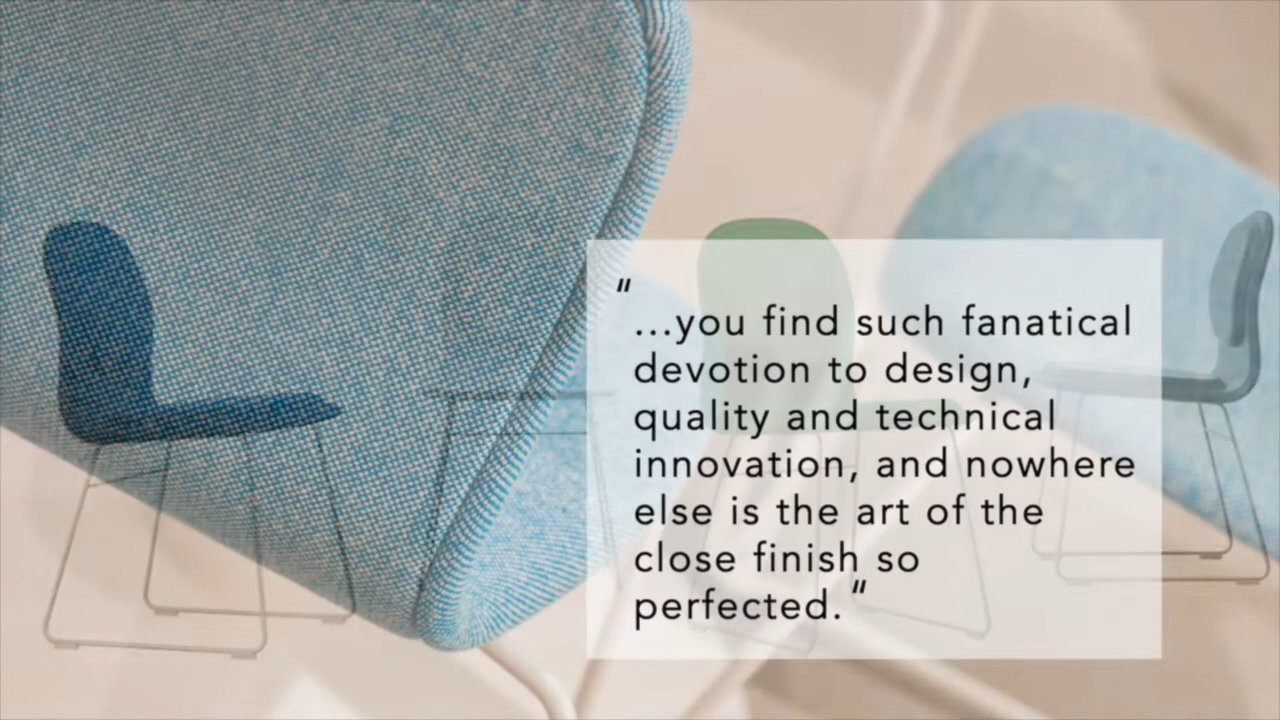 "
...you find such fanatical
devotion to design,
quality and technical
innovation, and nowhere
else is the art of the
close finish so
perfected."